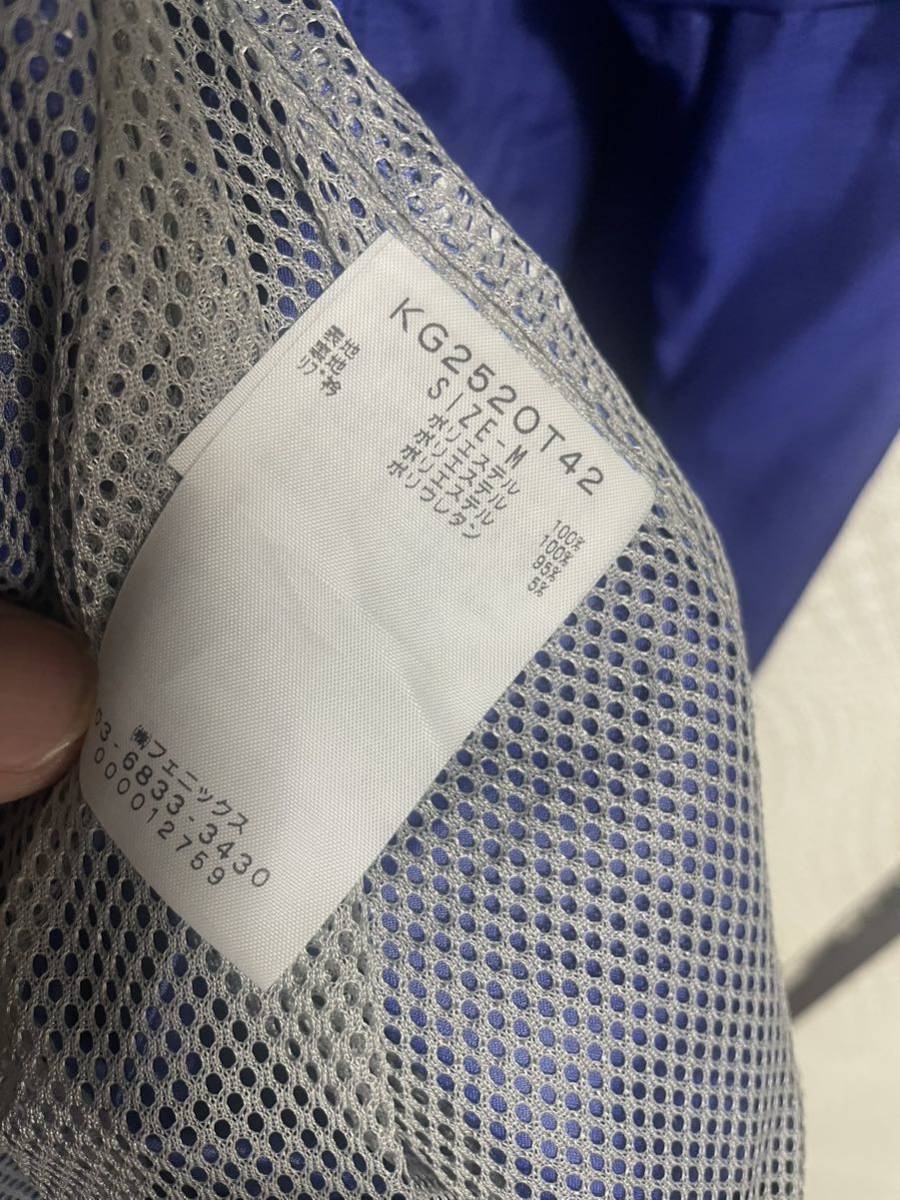 KG2520T42
SIZE-M
表地 ポリエステル 100%
裏地 ポリエステル 100%
リブ衿 ポリエステル 95%
ポリウレタン 5%
㈱フェニックス
03-6833-3430
000012759